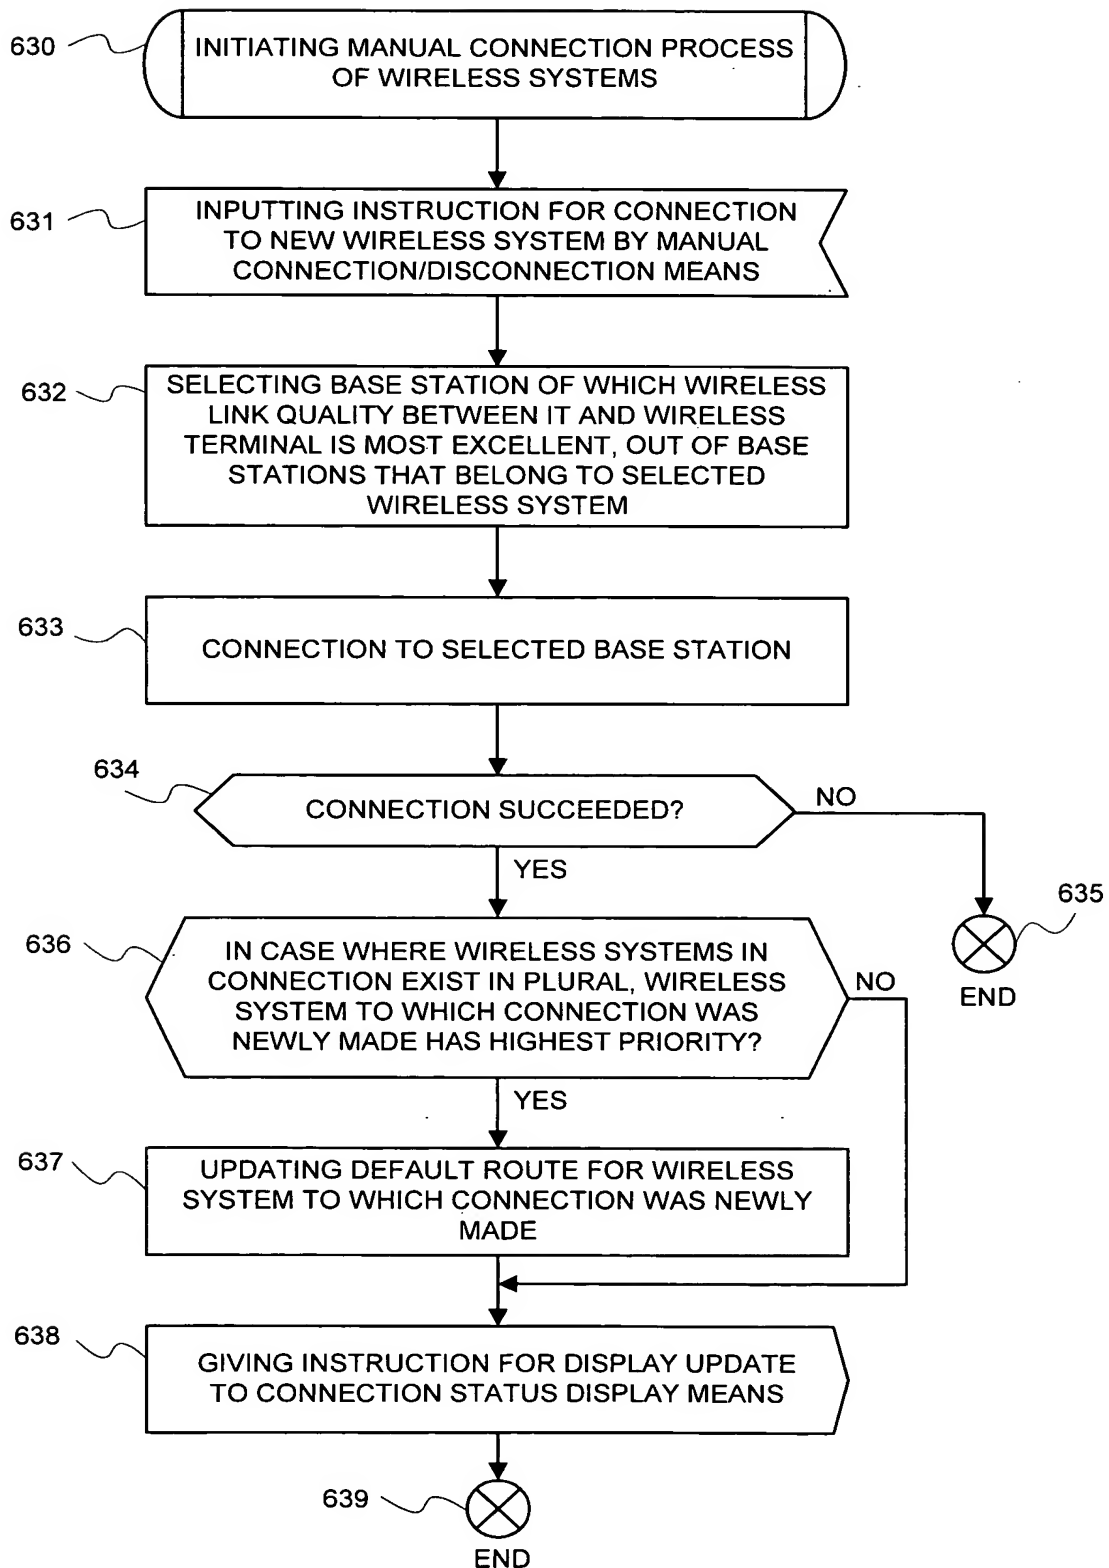 630
INITIATING MANUAL CONNECTION PROCESS
OF WIRELESS SYSTEMS
631
INPUTTING INSTRUCTION FOR CONNECTION
TO NEW WIRELESS SYSTEM BY MANUAL
CONNECTION/DISCONNECTION MEANS
632
SELECTING BASE STATION OF WHICH WIRELESS
LINK QUALITY BETWEEN IT AND WIRELESS
TERMINAL IS MOST EXCELLENT, OUT OF BASE
STATIONS THAT BELONG TO SELECTED
WIRELESS SYSTEM
633
CONNECTION TO SELECTED BASE STATION
634
CONNECTION SUCCEEDED?
NO
YES
635
END
636
IN CASE WHERE WIRELESS SYSTEMS IN
CONNECTION EXIST IN PLURAL, WIRELESS
SYSTEM TO WHICH CONNECTION WAS
NEWLY MADE HAS HIGHEST PRIORITY?
NO
YES
637
UPDATING DEFAULT ROUTE FOR WIRELESS
SYSTEM TO WHICH CONNECTION WAS NEWLY
MADE
638
GIVING INSTRUCTION FOR DISPLAY UPDATE
TO CONNECTION STATUS DISPLAY MEANS
639
END